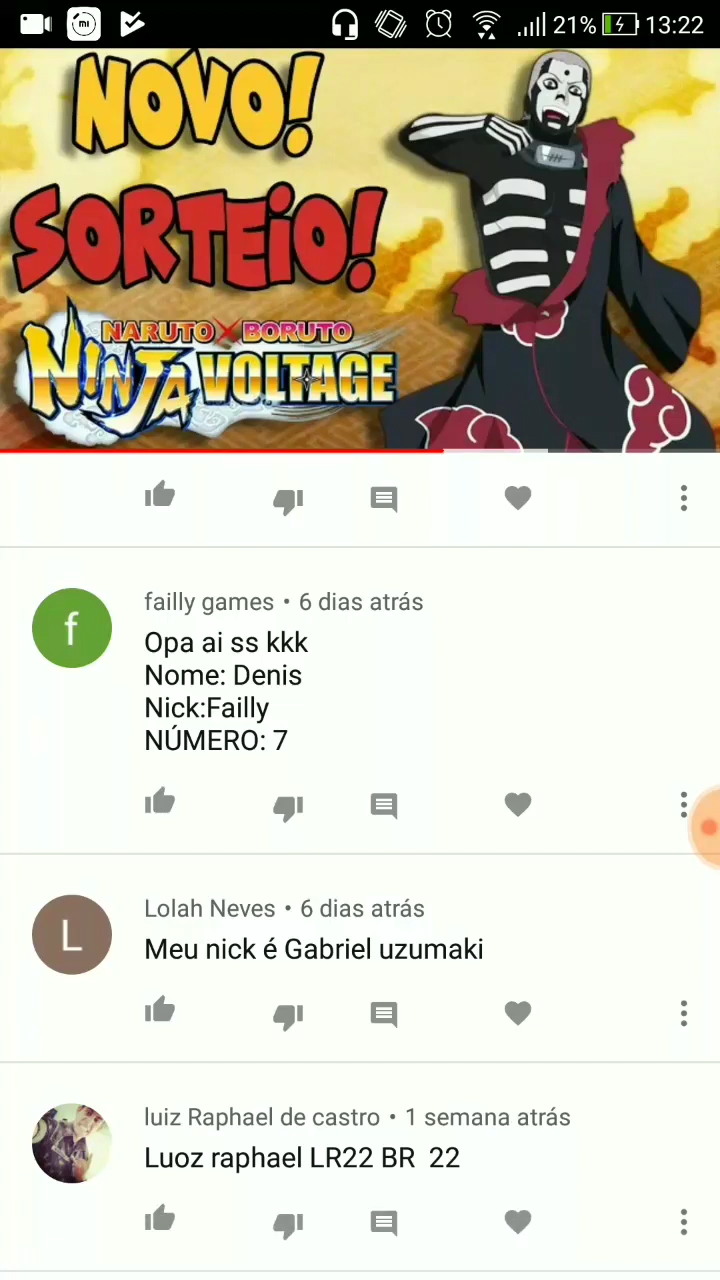 mi
21%
13:22
NOVO!
SORTEIO!
NARUTO X BORUTO
NINJA VOLTAGE
f
failly games • 6 dias atrás
Opa ai ss kkk
Nome: Denis
Nick:Failly
NÚMERO: 7
L
Lolah Neves • 6 dias atrás
Meu nick é Gabriel uzumaki
luiz Raphael de castro • 1 semana atrás
Luoz raphael LR22 BR  22